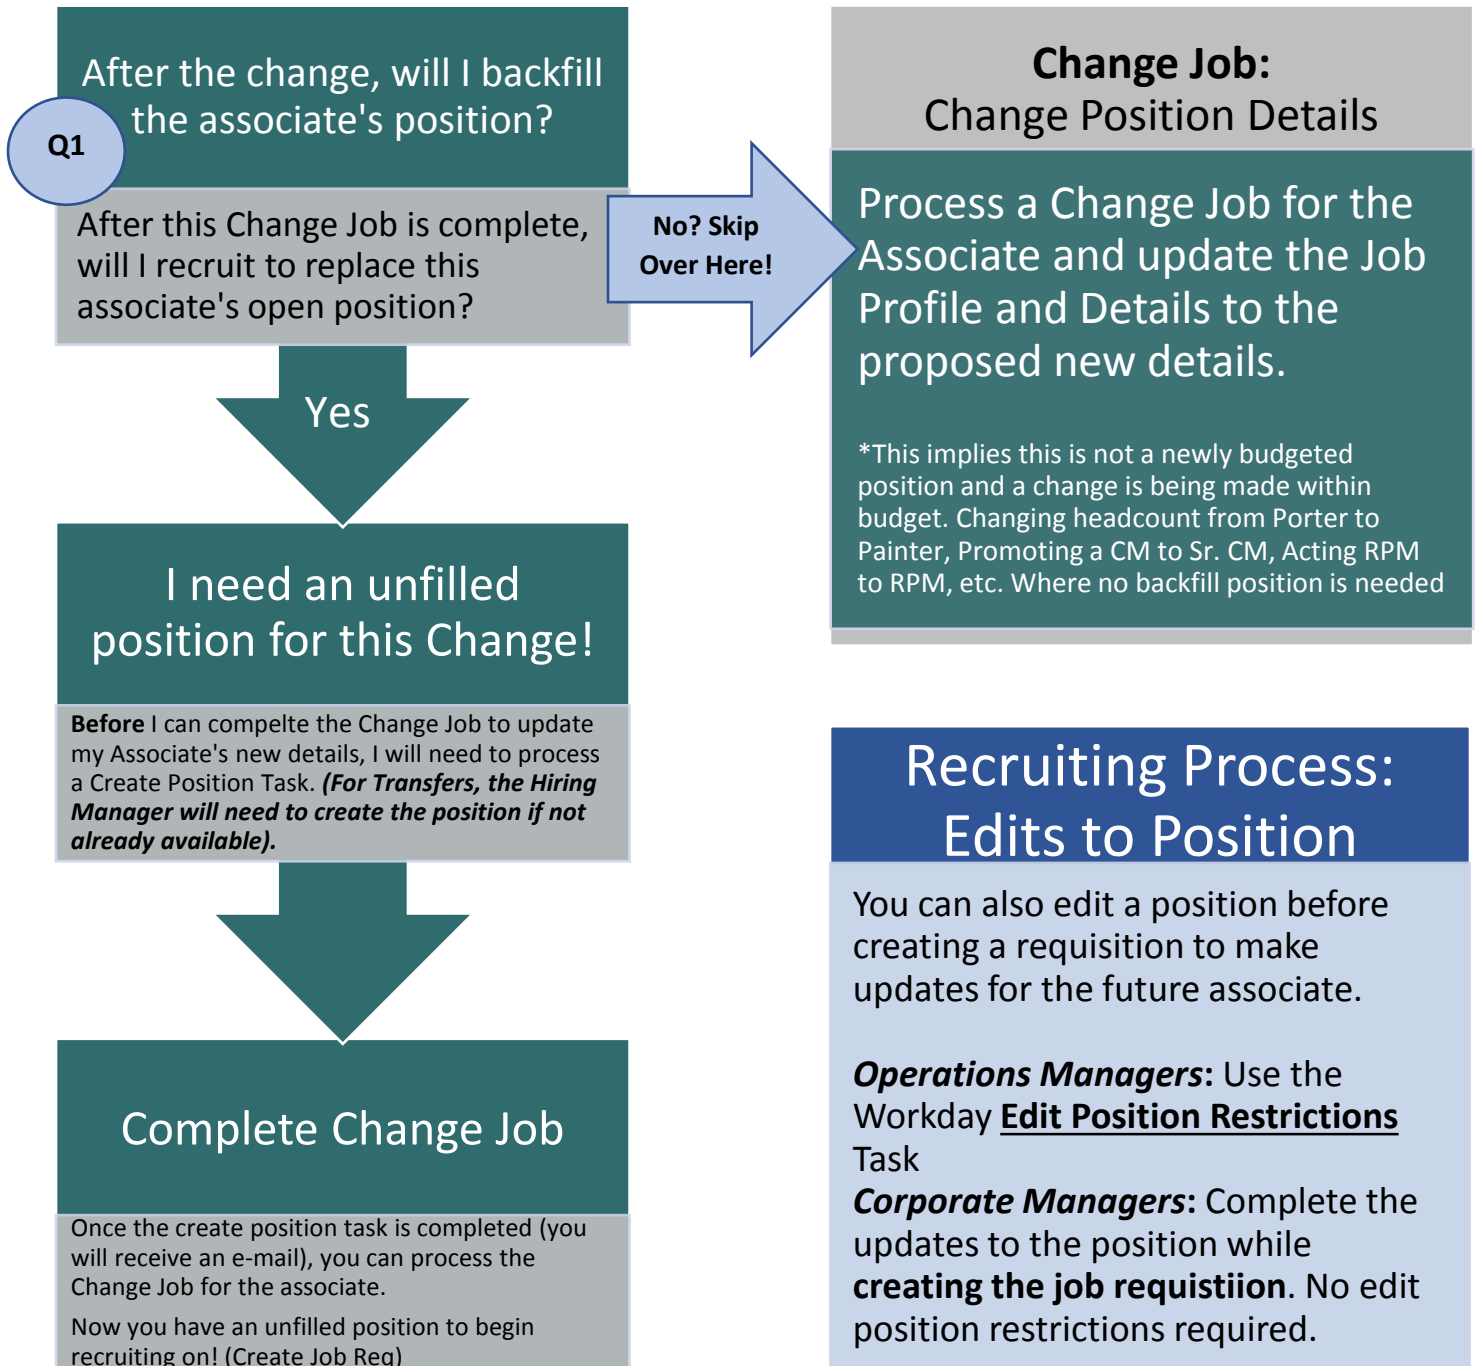 After the change, will I backfill
the associate's position?
Q1
After this Change Job is complete,
will I recruit to replace this
associate's open position?
No? Skip
Over Here!
Yes
I need an unfilled
position for this Change!
Before I can compelte the Change Job to update
my Associate's new details, I will need to process
a Create Position Task. (For Transfers, the Hiring
Manager will need to create the position if not
already available).
Complete Change Job
Once the create position task is completed (you
will receive an e-mail), you can process the
Change Job for the associate.
Now you have an unfilled position to begin
recruiting on! (Create Job Req)
Change Job:
Change Position Details
Process a Change Job for the
Associate and update the Job
Profile and Details to the
proposed new details.
*This implies this is not a newly budgeted
position and a change is being made within
budget. Changing headcount from Porter to
Painter, Promoting a CM to Sr. CM, Acting RPM
to RPM, etc. Where no backfill position is needed
Recruiting Process:
Edits to Position
You can also edit a position before
creating a requisition to make
updates for the future associate.
Operations Managers: Use the
Workday Edit Position Restrictions
Task
Corporate Managers: Complete the
updates to the position while
creating the job requistiion. No edit
position restrictions required.